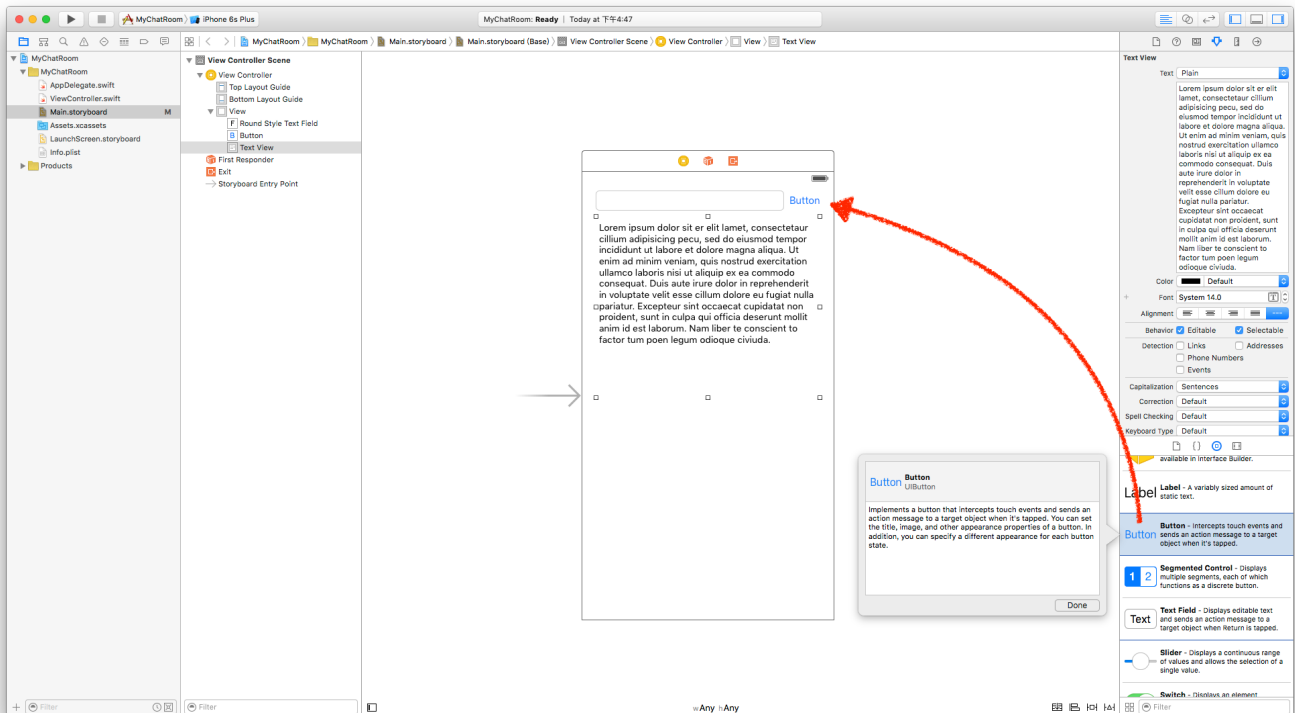 MyChatRoom iPhone 6s Plus
MyChatRoom: Ready | Today at 下午4:47
MyChatRoom MyChatRoom Main.storyboard Main.storyboard (Base) View Controller Scene View Controller View Text View
MyChatRoom
MyChatRoom
AppDelegate.swift
ViewController.swift
Main.storyboard M
Assets.xcassets
LaunchScreen.storyboard
Info.plist
Products
Filter
View Controller Scene
View Controller
Top Layout Guide
Bottom Layout Guide
View
F Round Style Text Field
B Button
Text View
First Responder
Exit
Storyboard Entry Point
Filter
Button
Lorem ipsum dolor sit er elit lamet, consectetaur
cillium adipisicing pecu, sed do eiusmod tempor
incididunt ut labore et dolore magna aliqua. Ut
enim ad minim veniam, quis nostrud exercitation
ullamco laboris nisi ut aliquip ex ea commodo
consequat. Duis aute irure dolor in reprehenderit
in voluptate velit esse cillum dolore eu fugiat nulla
pariatur. Excepteur sint occaecat cupidatat non
proident, sunt in culpa qui officia deserunt mollit
anim id est laborum. Nam liber te conscient to
factor tum poen legum odioque civiuda.
Button Button
UIButton
Implements a button that intercepts touch events and sends an
action message to a target object when it's tapped. You can set
the title, image, and other appearance properties of a button. In
addition, you can specify a different appearance for each button
state.
Done
wAny hAny
Text View
Text Plain
Lorem ipsum dolor sit er elit
lamet, consectetaur cillium
adipisicing pecu, sed do
eiusmod tempor incididunt ut
labore et dolore magna aliqua.
Ut enim ad minim veniam, quis
nostrud exercitation ullamco
laboris nisi ut aliquip ex ea
commodo consequat. Duis
aute irure dolor in
reprehenderit in voluptate
velit esse cillum dolore eu
fugiat nulla pariatur.
Excepteur sint occaecat
cupidatat non proident, sunt
in culpa qui officia deserunt
mollit anim id est laborum.
Nam liber te conscient to
factor tum poen legum
odioque civiuda.
Color Default
Font System 14.0
Alignment
Behavior Editable Selectable
Detection Links Addresses
Phone Numbers
Events
Capitalization Sentences
Correction Default
Spell Checking Default
Keyboard Type Default
available in Interface Builder.
Label Label - A variably sized amount of
static text.
Button Button - Intercepts touch events and
sends an action message to a target
object when it's tapped.
1 2 Segmented Control - Displays
multiple segments, each of which
functions as a discrete button.
Text Text Field - Displays editable text
and sends an action message to a
target object when Return is tapped.
Slider - Displays a continuous range
of values and allows the selection of a
single value.
Switch - Displays an element
Filter